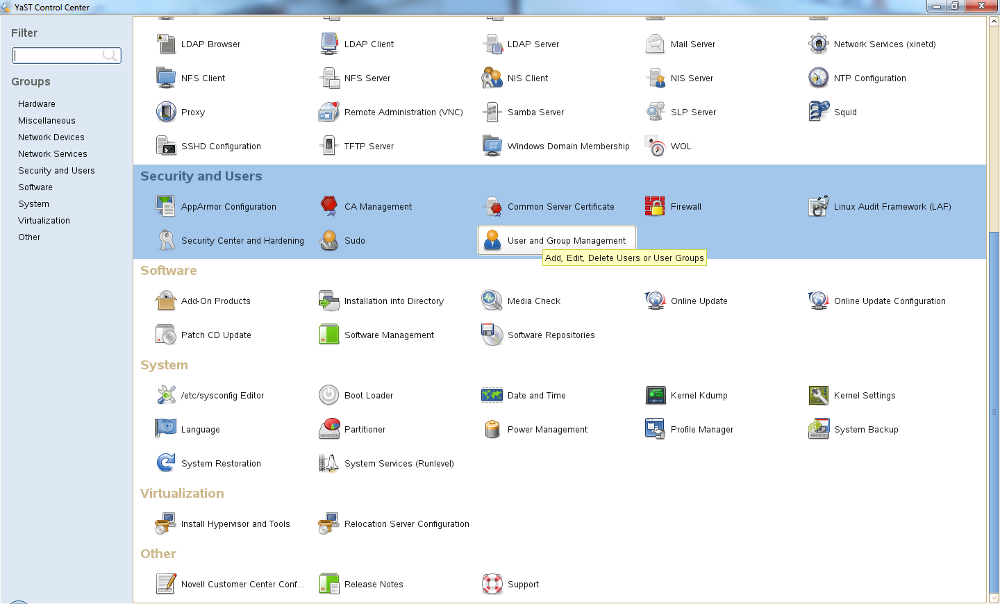 YaST Control Center
Filter
Groups
Hardware
Miscellaneous
Network Devices
Network Services
Security and Users
Software
System
Virtualization
Other
LDAP Browser
LDAP Client
LDAP Server
Mail Server
Network Services (xinetd)
NFS Client
NFS Server
NIS Client
NIS Server
NTP Configuration
Proxy
Remote Administration (VNC)
Samba Server
SLP Server
Squid
SSHD Configuration
TFTP Server
Windows Domain Membership
WOL
Security and Users
AppArmor Configuration
CA Management
Common Server Certificate
Firewall
Linux Audit Framework (LAF)
Security Center and Hardening
Sudo
User and Group Management
Add, Edit, Delete Users or User Groups
Software
Add-On Products
Installation into Directory
Media Check
Online Update
Online Update Configuration
Patch CD Update
Software Management
Software Repositories
System
/etc/sysconfig Editor
Boot Loader
Date and Time
Kernel Kdump
Kernel Settings
Language
Partitioner
Power Management
Profile Manager
System Backup
System Restoration
System Services (Runlevel)
Virtualization
Install Hypervisor and Tools
Relocation Server Configuration
Other
Novell Customer Center Conf...
Release Notes
Support